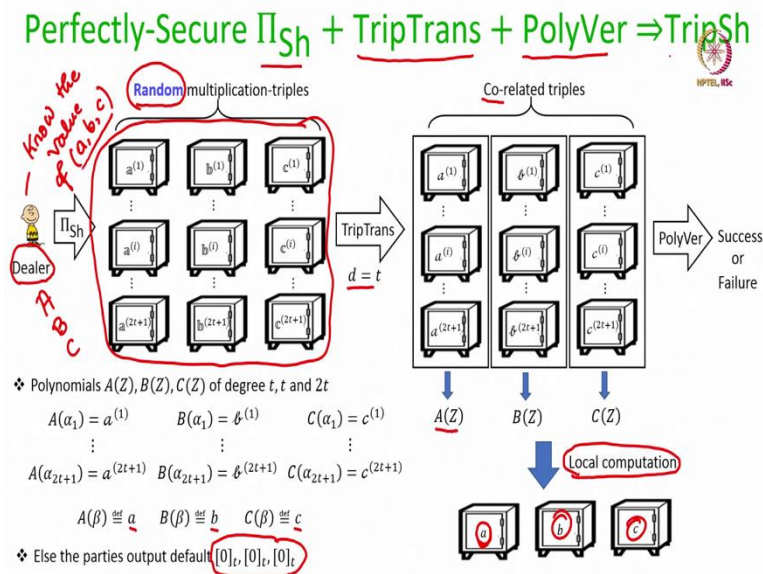 Perfectly-Secure Π_Sh + TripTrans + PolyVer ⇒TripSh
NPTEL, IISc
Know the value of (a, b, c)
Random multiplication-triples
Co-related triples
𝕒^(1) 𝕓^(1) 𝕔^(1)
⋮ ⋮ ⋮
𝕒^(i) 𝕓^(i) 𝕔^(i)
⋮ ⋮ ⋮
𝕒^(2t+1) 𝕓^(2t+1) 𝕔^(2t+1)
Dealer
Π_Sh
A
B
C
TripTrans
d = t
𝒶^(1) 𝒷^(1) 𝒸^(1)
⋮ ⋮ ⋮
𝒶^(i) 𝒷^(i) 𝒸^(i)
⋮ ⋮ ⋮
𝒶^(2t+1) 𝒷^(2t+1) 𝒸^(2t+1)
PolyVer
Success or Failure
A(Z) B(Z) C(Z)
❖ Polynomials A(Z), B(Z), C(Z) of degree t, t and 2t
A(α_1) = 𝒶^(1) B(α_1) = 𝒷^(1) C(α_1) = 𝒸^(1)
⋮ ⋮ ⋮
A(α_2t+1) = 𝒶^(2t+1) B(α_2t+1) = 𝒷^(2t+1) C(α_2t+1) = 𝒸^(2t+1)
A(β) ≝ a B(β) ≝ b C(β) ≝ c
❖ Else the parties output default [0]_t, [0]_t, [0]_t
Local computation
a b c